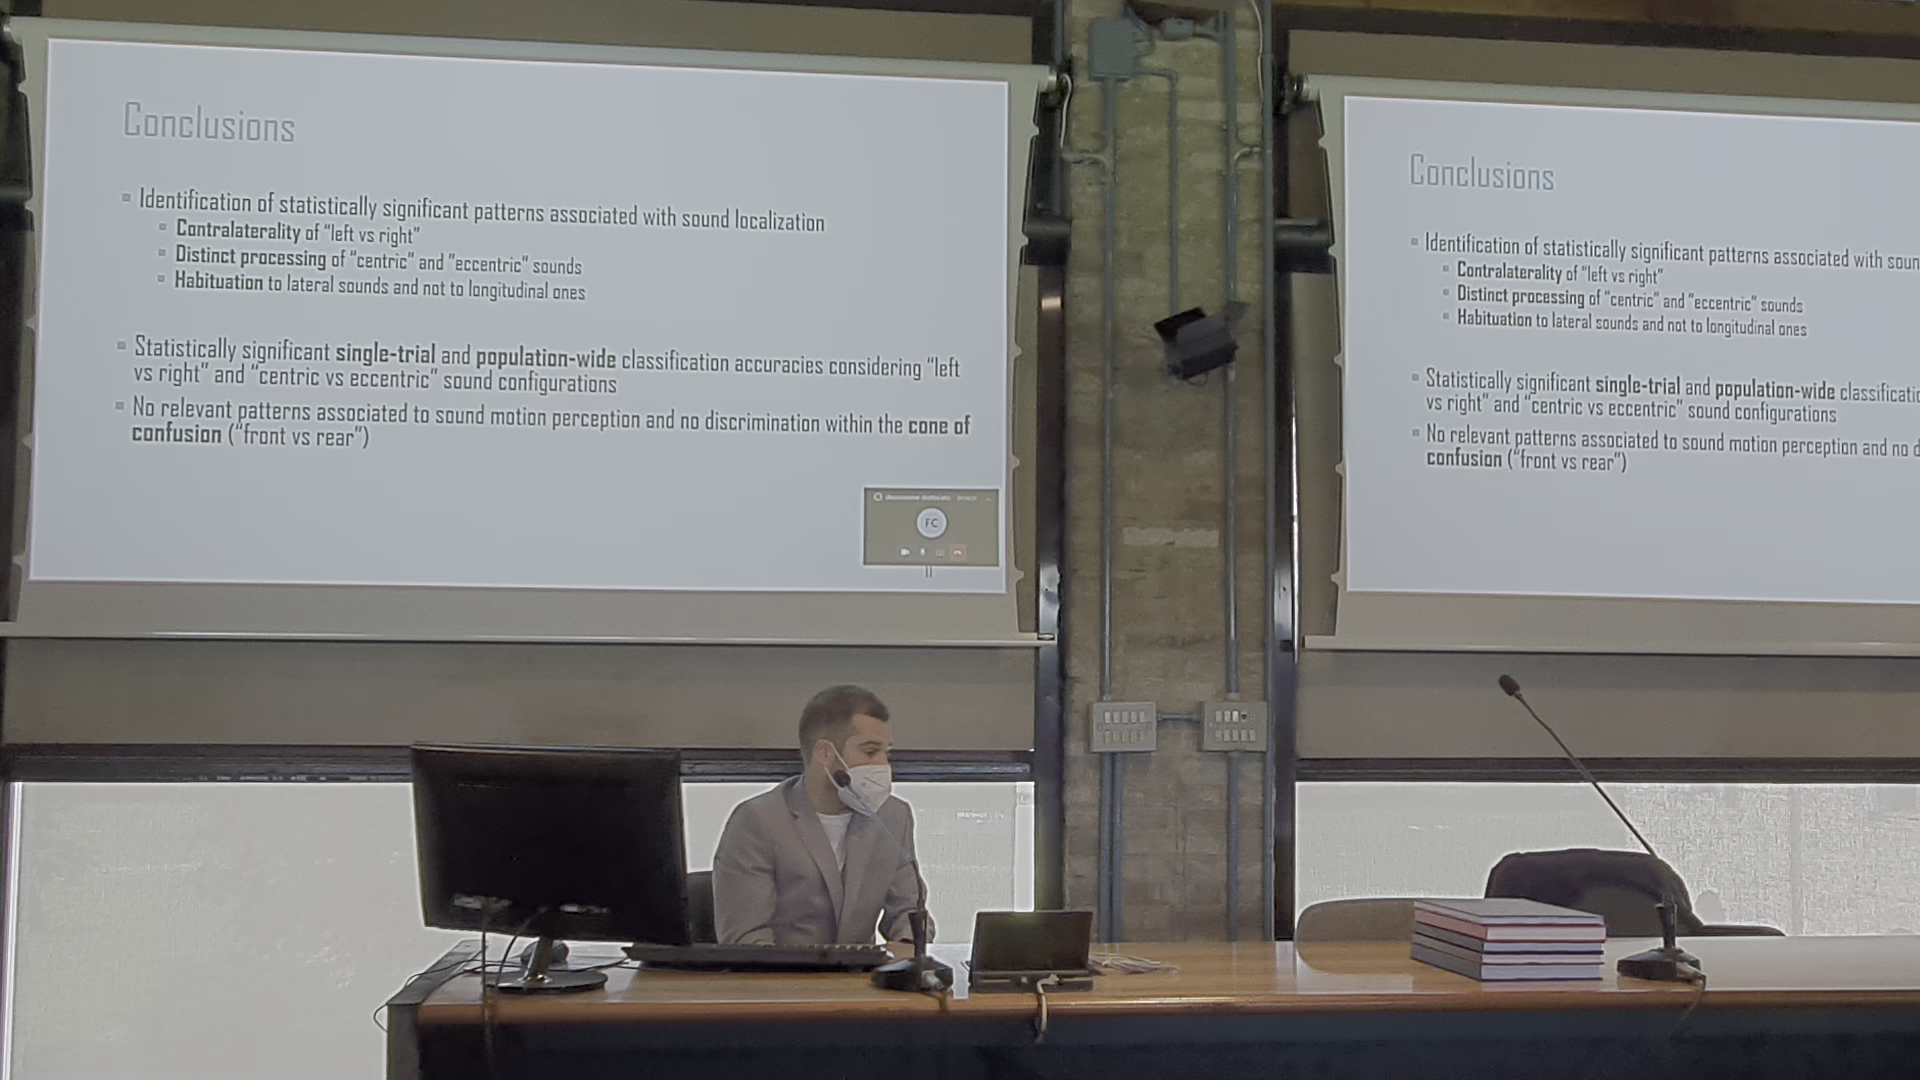 Conclusions
Identification of statistically significant patterns associated with sound localization
Contralaterality of "left vs right"
Distinct processing of "centric" and "eccentric" sounds
Habituation to lateral sounds and not to longitudinal ones
Statistically significant single-trial and population-wide classification accuracies considering "left
vs right" and "centric vs eccentric" sound configurations
No relevant patterns associated to sound motion perception and no discrimination within the cone of
confusion ("front vs rear")
FC
Conclusions
Identification of statistically significant patterns associated with soun
Contralaterality of "left vs right"
Distinct processing of "centric" and "eccentric" sounds
Habituation to lateral sounds and not to longitudinal ones
Statistically significant single-trial and population-wide classificatio
vs right" and "centric vs eccentric" sound configurations
No relevant patterns associated to sound motion perception and no d
confusion ("front vs rear")